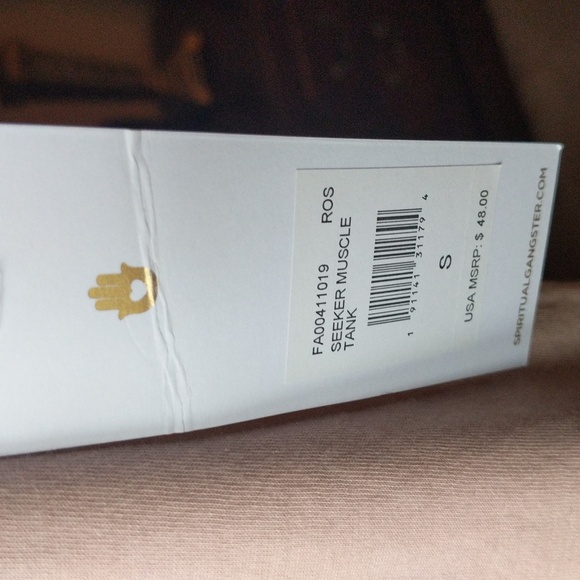 FA00411019 ROS
SEEKER MUSCLE
TANK
1 91141 31179 4
S
USA MSRP: $ 48.00
SPIRITUALGANGSTER.COM